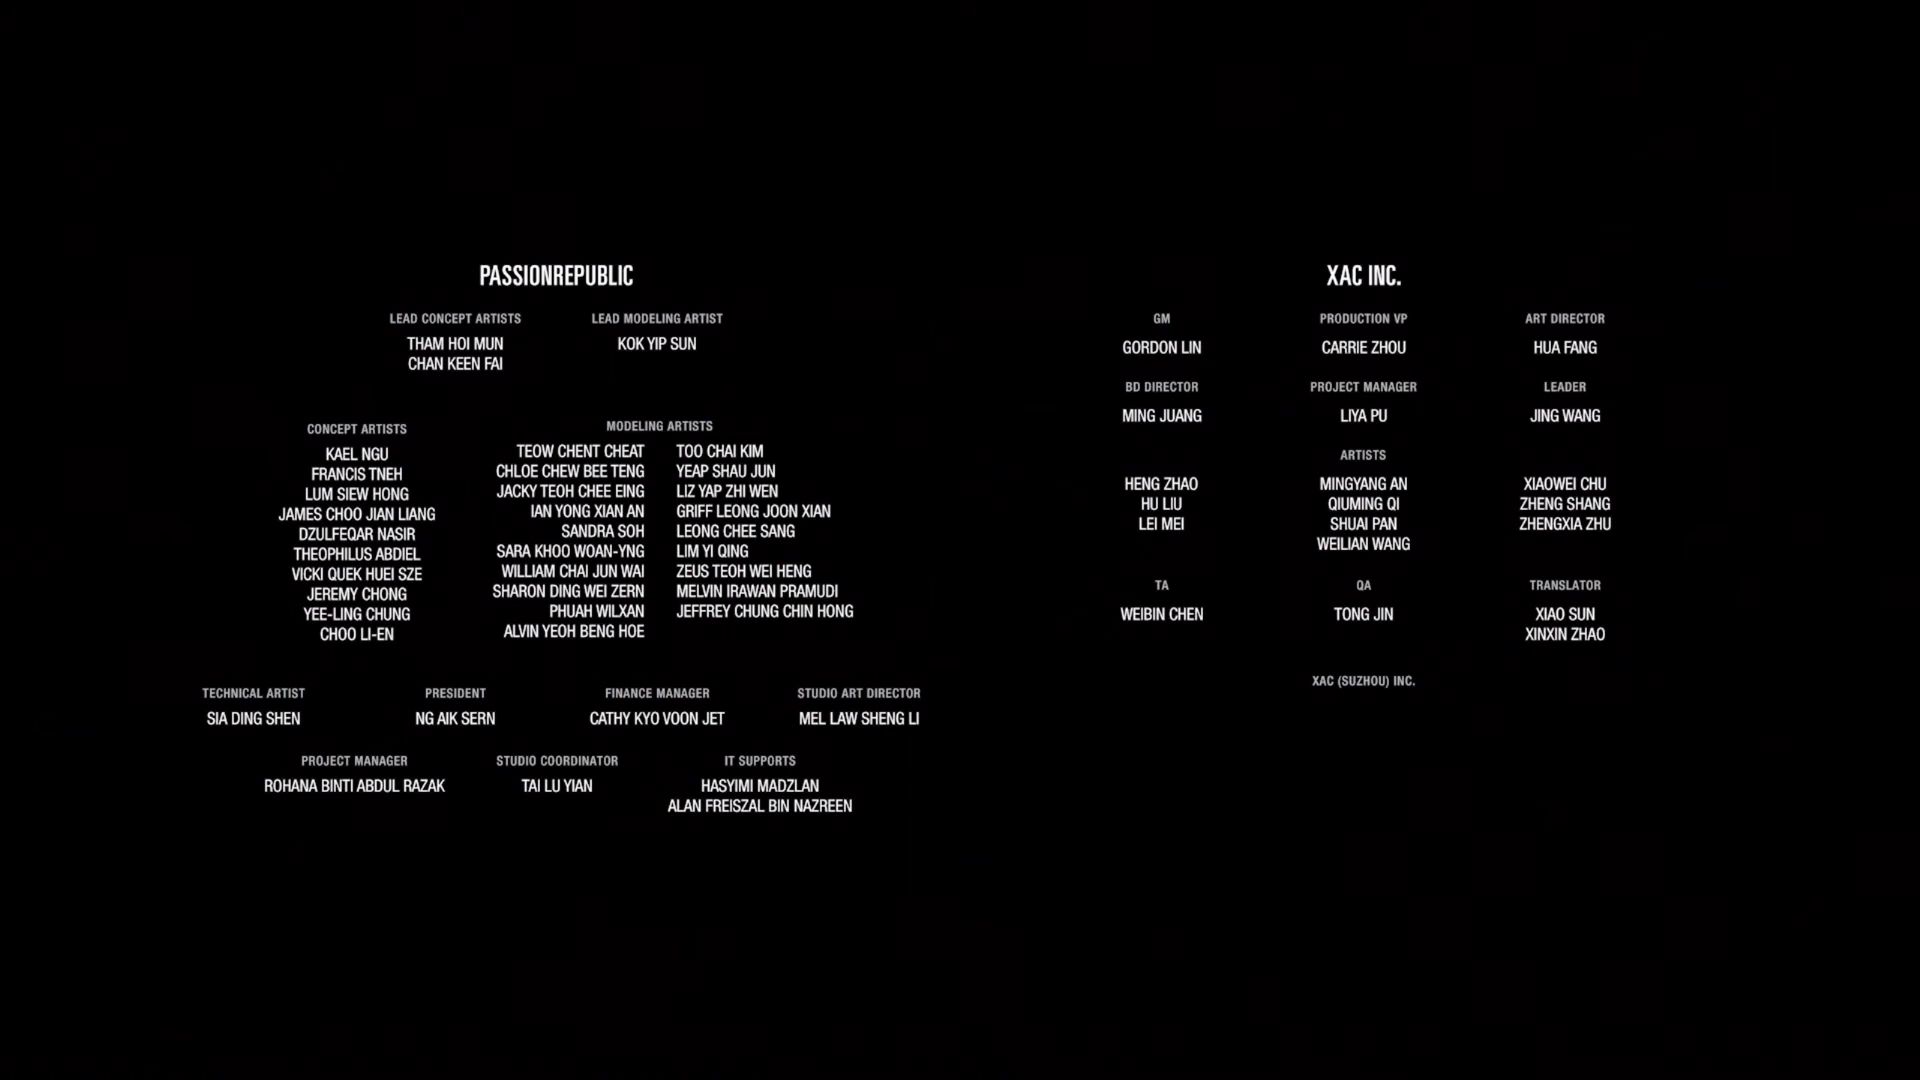 PASSIONREPUBLIC
LEAD CONCEPT ARTISTS
THAM HOI MUN
CHAN KEEN FAI
LEAD MODELING ARTIST
KOK YIP SUN
CONCEPT ARTISTS
KAEL NGU
FRANCIS TNEH
LUM SIEW HONG
JAMES CHOO JIAN LIANG
DZULFEQAR NASIR
THEOPHILUS ABDIEL
VICKI QUEK HUEI SZE
JEREMY CHONG
YEE-LING CHUNG
CHOO LI-EN
MODELING ARTISTS
TEOW CHENT CHEAT
CHLOE CHEW BEE TENG
JACKY TEOH CHEE EING
IAN YONG XIAN AN
SANDRA SOH
SARA KHOO WOAN-YNG
WILLIAM CHAI JUN WAI
SHARON DING WEI ZERN
PHUAH WILXAN
ALVIN YEOH BENG HOE
TOO CHAI KIM
YEAP SHAU JUN
LIZ YAP ZHI WEN
GRIFF LEONG JOON XIAN
LEONG CHEE SANG
LIM YI QING
ZEUS TEOH WEI HENG
MELVIN IRAWAN PRAMUDI
JEFFREY CHUNG CHIN HONG
TECHNICAL ARTIST
SIA DING SHEN
PRESIDENT
NG AIK SERN
FINANCE MANAGER
CATHY KYO VOON JET
STUDIO ART DIRECTOR
MEL LAW SHENG LI
PROJECT MANAGER
ROHANA BINTI ABDUL RAZAK
STUDIO COORDINATOR
TAI LU YIAN
IT SUPPORTS
HASYIMI MADZLAN
ALAN FREISZAL BIN NAZREEN
XAC INC.
GM
GORDON LIN
PRODUCTION VP
CARRIE ZHOU
ART DIRECTOR
HUA FANG
BD DIRECTOR
MING JUANG
PROJECT MANAGER
LIYA PU
LEADER
JING WANG
ARTISTS
HENG ZHAO
HU LIU
LEI MEI
MINGYANG AN
QIUMING QI
SHUAI PAN
WEILIAN WANG
XIAOWEI CHU
ZHENG SHANG
ZHENGXIA ZHU
TA
WEIBIN CHEN
QA
TONG JIN
TRANSLATOR
XIAO SUN
XINXIN ZHAO
XAC (SUZHOU) INC.